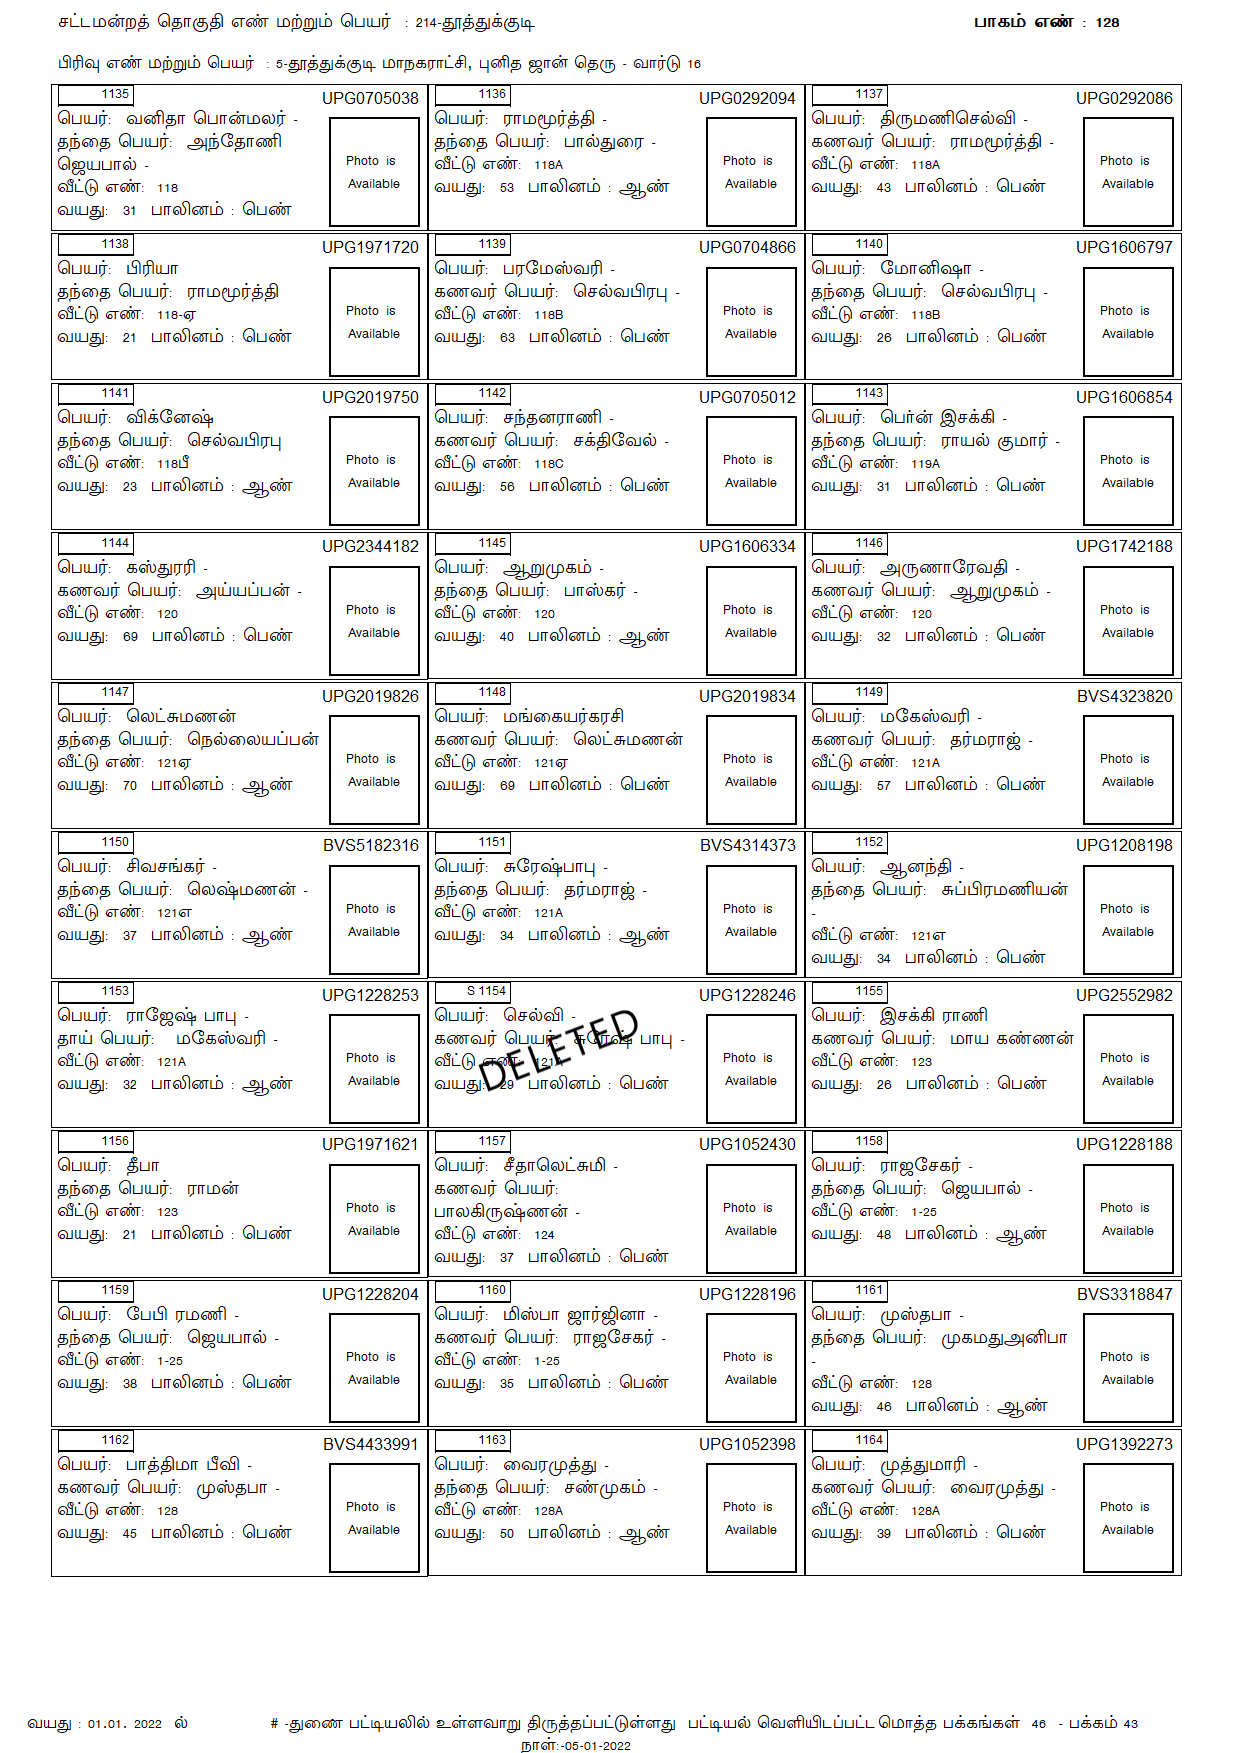 சட்டமன்றத் தொகுதி எண் மற்றும் பெயர் : 214-தூத்துக்குடி பாகம் எண் : 128
பிரிவு எண் மற்றும் பெயர் : 5-தூத்துக்குடி மாநகராட்சி, புனித ஜான் தெரு - வார்டு 16
1135 UPG0705038
பெயர்: வனிதா பொன்மலர் -
தந்தை பெயர்: அந்தோணி
ஜெயபால் -
வீட்டு எண்: 118
வயது: 31 பாலினம் : பெண்
Photo is
Available
1136 UPG0292094
பெயர்: ராமமூர்த்தி -
தந்தை பெயர்: பால்துரை -
வீட்டு எண்: 118A
வயது: 53 பாலினம் : ஆண்
Photo is
Available
1137 UPG0292086
பெயர்: திருமணிசெல்வி -
கணவர் பெயர்: ராமமூர்த்தி -
வீட்டு எண்: 118A
வயது: 43 பாலினம் : பெண்
Photo is
Available
1138 UPG1971720
பெயர்: பிரியா
தந்தை பெயர்: ராமமூர்த்தி
வீட்டு எண்: 118-ஏ
வயது: 21 பாலினம் : பெண்
Photo is
Available
1139 UPG0704866
பெயர்: பரமேஸ்வரி -
கணவர் பெயர்: செல்வபிரபு -
வீட்டு எண்: 118B
வயது: 63 பாலினம் : பெண்
Photo is
Available
1140 UPG1606797
பெயர்: மோனிஷா -
தந்தை பெயர்: செல்வபிரபு -
வீட்டு எண்: 118B
வயது: 26 பாலினம் : பெண்
Photo is
Available
1141 UPG2019750
பெயர்: விக்னேஷ்
தந்தை பெயர்: செல்வபிரபு
வீட்டு எண்: 118பீ
வயது: 23 பாலினம் : ஆண்
Photo is
Available
1142 UPG0705012
பெயர்: சந்தனராணி -
கணவர் பெயர்: சக்திவேல் -
வீட்டு எண்: 118C
வயது: 56 பாலினம் : பெண்
Photo is
Available
1143 UPG1606854
பெயர்: பெர்ன் இசக்கி -
தந்தை பெயர்: ராயல் குமார் -
வீட்டு எண்: 119A
வயது: 31 பாலினம் : பெண்
Photo is
Available
1144 UPG2344182
பெயர்: கஸ்துரரி -
கணவர் பெயர்: அய்யப்பன் -
வீட்டு எண்: 120
வயது: 69 பாலினம் : பெண்
Photo is
Available
1145 UPG1606334
பெயர்: ஆறுமுகம் -
தந்தை பெயர்: பாஸ்கர் -
வீட்டு எண்: 120
வயது: 40 பாலினம் : ஆண்
Photo is
Available
1146 UPG1742188
பெயர்: அருணாரேவதி -
கணவர் பெயர்: ஆறுமுகம் -
வீட்டு எண்: 120
வயது: 32 பாலினம் : பெண்
Photo is
Available
1147 UPG2019826
பெயர்: லெட்சுமணன்
தந்தை பெயர்: நெல்லையப்பன்
வீட்டு எண்: 121ஏ
வயது: 70 பாலினம் : ஆண்
Photo is
Available
1148 UPG2019834
பெயர்: மங்கையர்கரசி
கணவர் பெயர்: லெட்சுமணன்
வீட்டு எண்: 121ஏ
வயது: 69 பாலினம் : பெண்
Photo is
Available
1149 BVS4323820
பெயர்: மகேஸ்வரி -
கணவர் பெயர்: தர்மராஜ் -
வீட்டு எண்: 121A
வயது: 57 பாலினம் : பெண்
Photo is
Available
1150 BVS5182316
பெயர்: சிவசங்கர் -
தந்தை பெயர்: லெஷ்மணன் -
வீட்டு எண்: 121எ
வயது: 37 பாலினம் : ஆண்
Photo is
Available
1151 BVS4314373
பெயர்: சுரேஷ்பாபு -
தந்தை பெயர்: தர்மராஜ் -
வீட்டு எண்: 121A
வயது: 34 பாலினம் : ஆண்
Photo is
Available
1152 UPG1208198
பெயர்: ஆனந்தி -
தந்தை பெயர்: சுப்பிரமணியன்
-
வீட்டு எண்: 121எ
வயது: 34 பாலினம் : பெண்
Photo is
Available
1153 UPG1228253
பெயர்: ராஜேஷ் பாபு -
தாய் பெயர்: மகேஸ்வரி -
வீட்டு எண்: 121A
வயது: 32 பாலினம் : ஆண்
Photo is
Available
S 1154 UPG1228246
பெயர்: செல்வி -
கணவர் பெயர்: சுரேஷ் பாபு -
வீட்டு எண்: 121A
வயது: 29 பாலினம் : பெண்
DELETED
Photo is
Available
1155 UPG2552982
பெயர்: இசக்கி ராணி
கணவர் பெயர்: மாய கண்ணன்
வீட்டு எண்: 123
வயது: 26 பாலினம் : பெண்
Photo is
Available
1156 UPG1971621
பெயர்: தீபா
தந்தை பெயர்: ராமன்
வீட்டு எண்: 123
வயது: 21 பாலினம் : பெண்
Photo is
Available
1157 UPG1052430
பெயர்: சீதாலெட்சுமி -
கணவர் பெயர்:
பாலகிருஷ்ணன் -
வீட்டு எண்: 124
வயது: 37 பாலினம் : பெண்
Photo is
Available
1158 UPG1228188
பெயர்: ராஜசேகர் -
தந்தை பெயர்: ஜெயபால் -
வீட்டு எண்: 1-25
வயது: 48 பாலினம் : ஆண்
Photo is
Available
1159 UPG1228204
பெயர்: பேபி ரமணி -
தந்தை பெயர்: ஜெயபால் -
வீட்டு எண்: 1-25
வயது: 38 பாலினம் : பெண்
Photo is
Available
1160 UPG1228196
பெயர்: மிஸ்பா ஜார்ஜினா -
கணவர் பெயர்: ராஜசேகர் -
வீட்டு எண்: 1-25
வயது: 35 பாலினம் : பெண்
Photo is
Available
1161 BVS3318847
பெயர்: முஸ்தபா -
தந்தை பெயர்: முகமதுஅனிபா
-
வீட்டு எண்: 128
வயது: 46 பாலினம் : ஆண்
Photo is
Available
1162 BVS4433991
பெயர்: பாத்திமா பீவி -
கணவர் பெயர்: முஸ்தபா -
வீட்டு எண்: 128
வயது: 45 பாலினம் : பெண்
Photo is
Available
1163 UPG1052398
பெயர்: வைரமுத்து -
தந்தை பெயர்: சண்முகம் -
வீட்டு எண்: 128A
வயது: 50 பாலினம் : ஆண்
Photo is
Available
1164 UPG1392273
பெயர்: முத்துமாரி -
கணவர் பெயர்: வைரமுத்து -
வீட்டு எண்: 128A
வயது: 39 பாலினம் : பெண்
Photo is
Available
வயது : 01.01. 2022 ல் # -துணை பட்டியலில் உள்ளவாறு திருத்தப்பட்டுள்ளது பட்டியல் வெளியிடப்பட்ட மொத்த பக்கங்கள் 46 - பக்கம் 43
நாள்:-05-01-2022